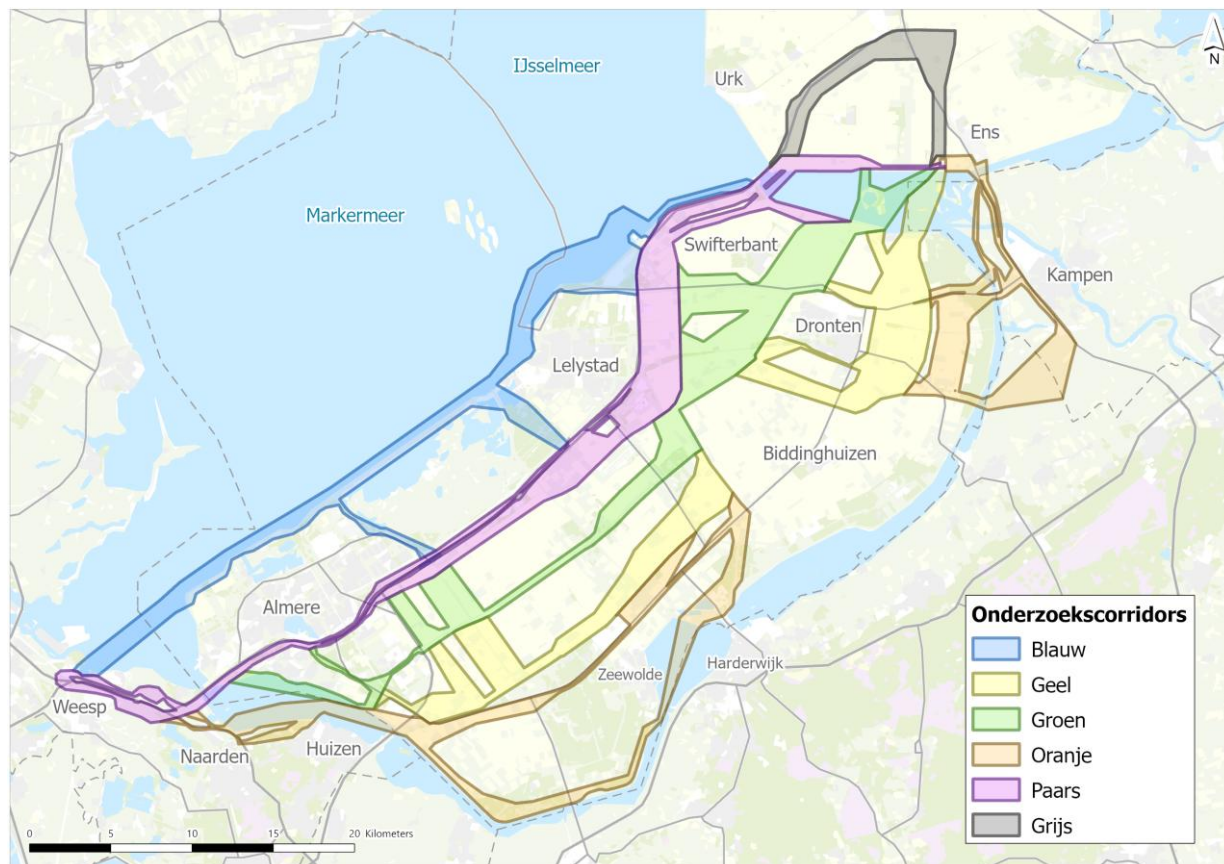 N
IJsselmeer
Urk
Ens
Markermeer
Swifterbant
Kampen
Dronten
Lelystad
Biddinghuizen
Almere
Zeewolde
Harderwijk
Weesp
Naarden
Huizen
0 5 10 15 20 Kilometers
Onderzoekscorridors
Blauw
Geel
Groen
Oranje
Paars
Grijs